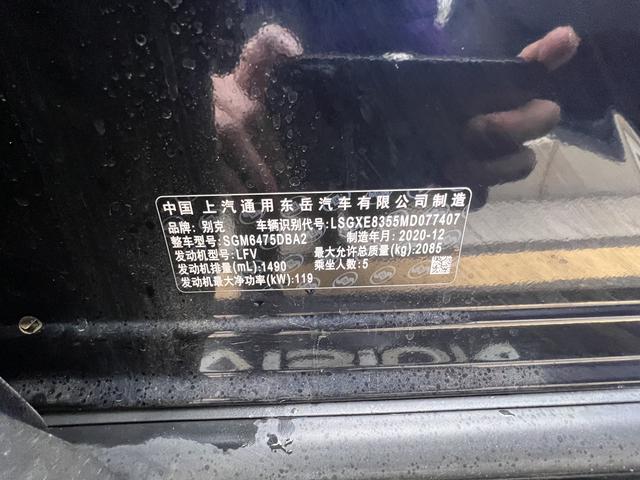 中国 上汽通用东岳汽车有限公司制造
品牌: 别克 车辆识别代号: LSGXE8355MD077407
整车型号: SGM6475DBA2 制造年月: 2020-12
发动机型号: LFV 最大允许总质量(kg): 2085
发动机排量(mL): 1490 乘坐人数: 5
发动机最大净功率(kW): 119